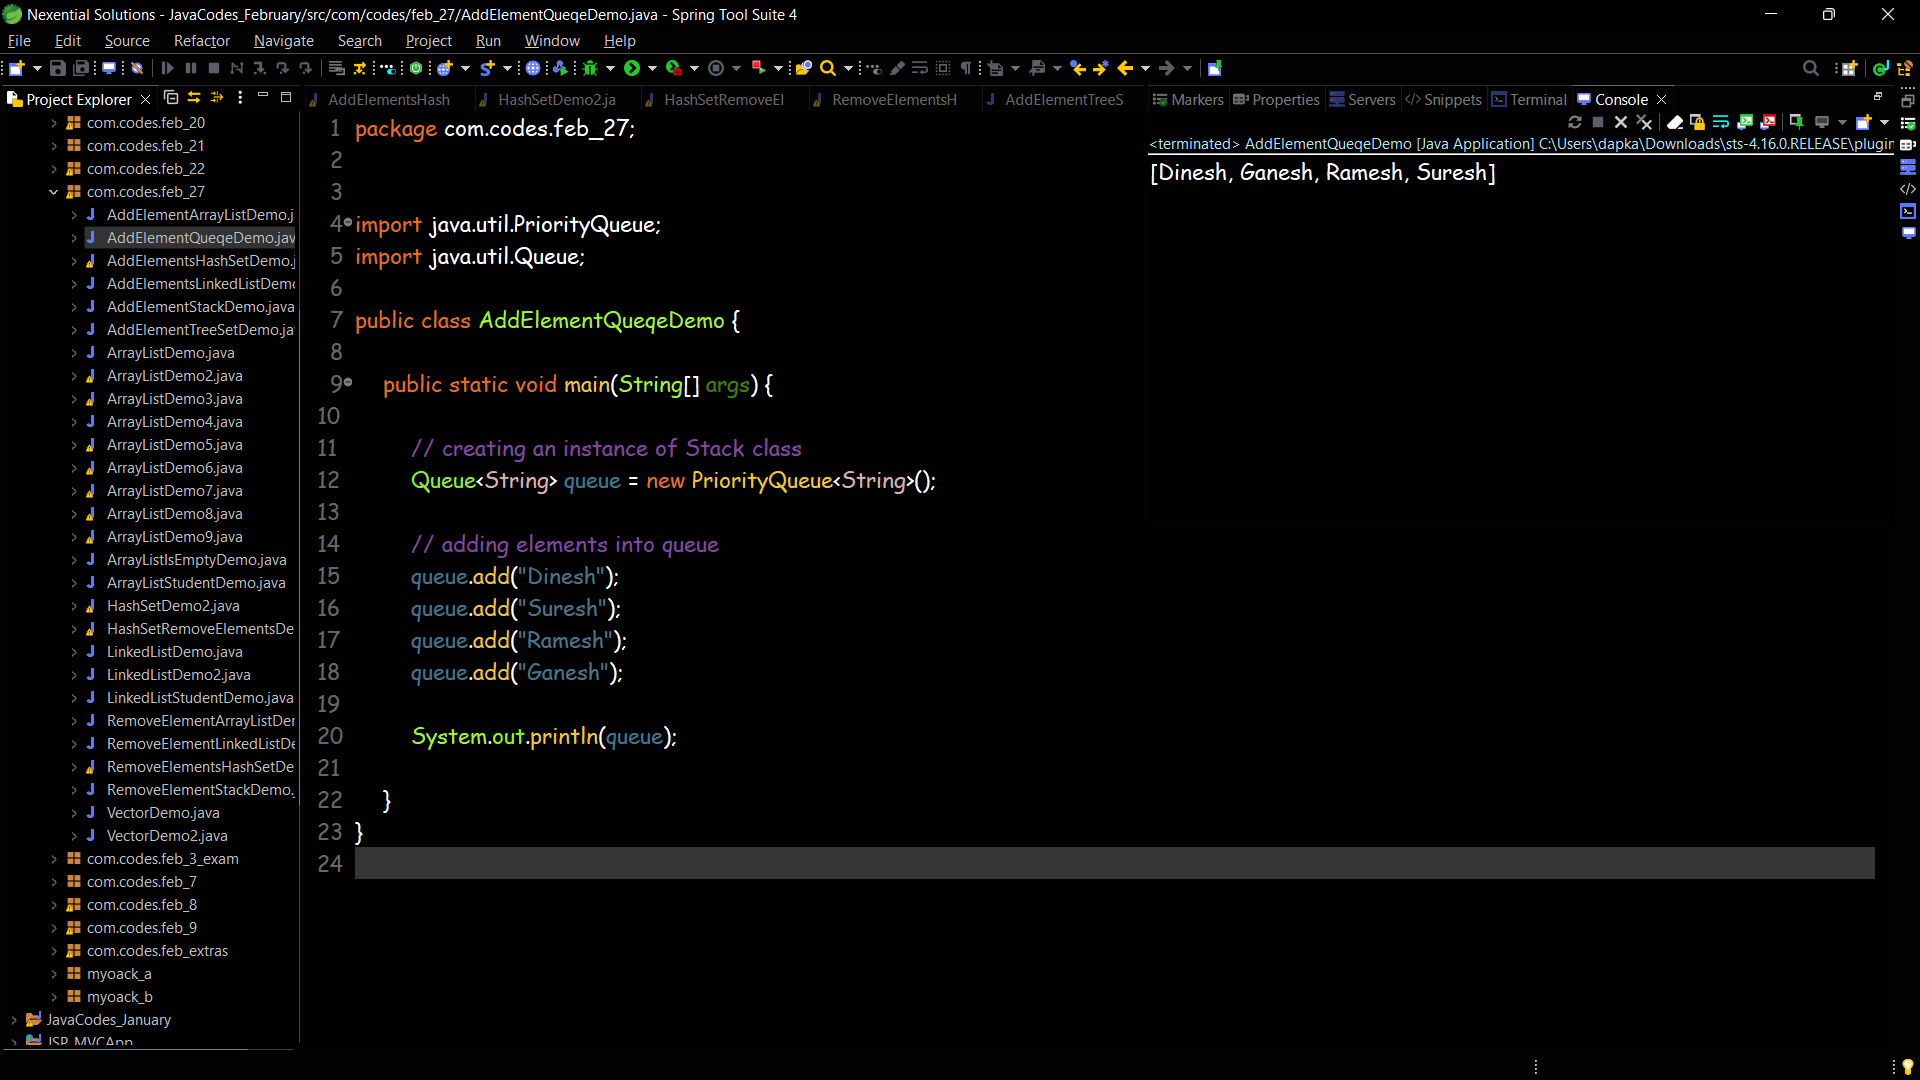 Nexential Solutions - JavaCodes_February/src/com/codes/feb_27/AddElementQueqeDemo.java - Spring Tool Suite 4
File Edit Source Refactor Navigate Search Project Run Window Help
Project Explorer
com.codes.feb_20
com.codes.feb_21
com.codes.feb_22
com.codes.feb_27
AddElementArrayListDemo.j
AddElementQueqeDemo.jav
AddElementsHashSetDemo.j
AddElementsLinkedListDemo
AddElementStackDemo.java
AddElementTreeSetDemo.ja
ArrayListDemo.java
ArrayListDemo2.java
ArrayListDemo3.java
ArrayListDemo4.java
ArrayListDemo5.java
ArrayListDemo6.java
ArrayListDemo7.java
ArrayListDemo8.java
ArrayListDemo9.java
ArrayListIsEmptyDemo.java
ArrayListStudentDemo.java
HashSetDemo2.java
HashSetRemoveElementsDe
LinkedListDemo.java
LinkedListDemo2.java
LinkedListStudentDemo.java
RemoveElementArrayListDer
RemoveElementLinkedListDe
RemoveElementsHashSetDe
RemoveElementStackDemo.
VectorDemo.java
VectorDemo2.java
com.codes.feb_3_exam
com.codes.feb_7
com.codes.feb_8
com.codes.feb_9
com.codes.feb_extras
myoack_a
myoack_b
JavaCodes_January
JSP_MVCApp
AddElementsHash HashSetDemo2.ja HashSetRemoveEl RemoveElementsH AddElementTreeS
1 package com.codes.feb_27;
2
3
4 import java.util.PriorityQueue;
5 import java.util.Queue;
6
7 public class AddElementQueqeDemo {
8
9 public static void main(String[] args) {
10
11 // creating an instance of Stack class
12 Queue<String> queue = new PriorityQueue<String>();
13
14 // adding elements into queue
15 queue.add("Dinesh");
16 queue.add("Suresh");
17 queue.add("Ramesh");
18 queue.add("Ganesh");
19
20 System.out.println(queue);
21
22 }
23 }
24
Markers Properties Servers Snippets Terminal Console
<terminated> AddElementQueqeDemo [Java Application] C:\Users\dapka\Downloads\sts-4.16.0.RELEASE\plugin
[Dinesh, Ganesh, Ramesh, Suresh]